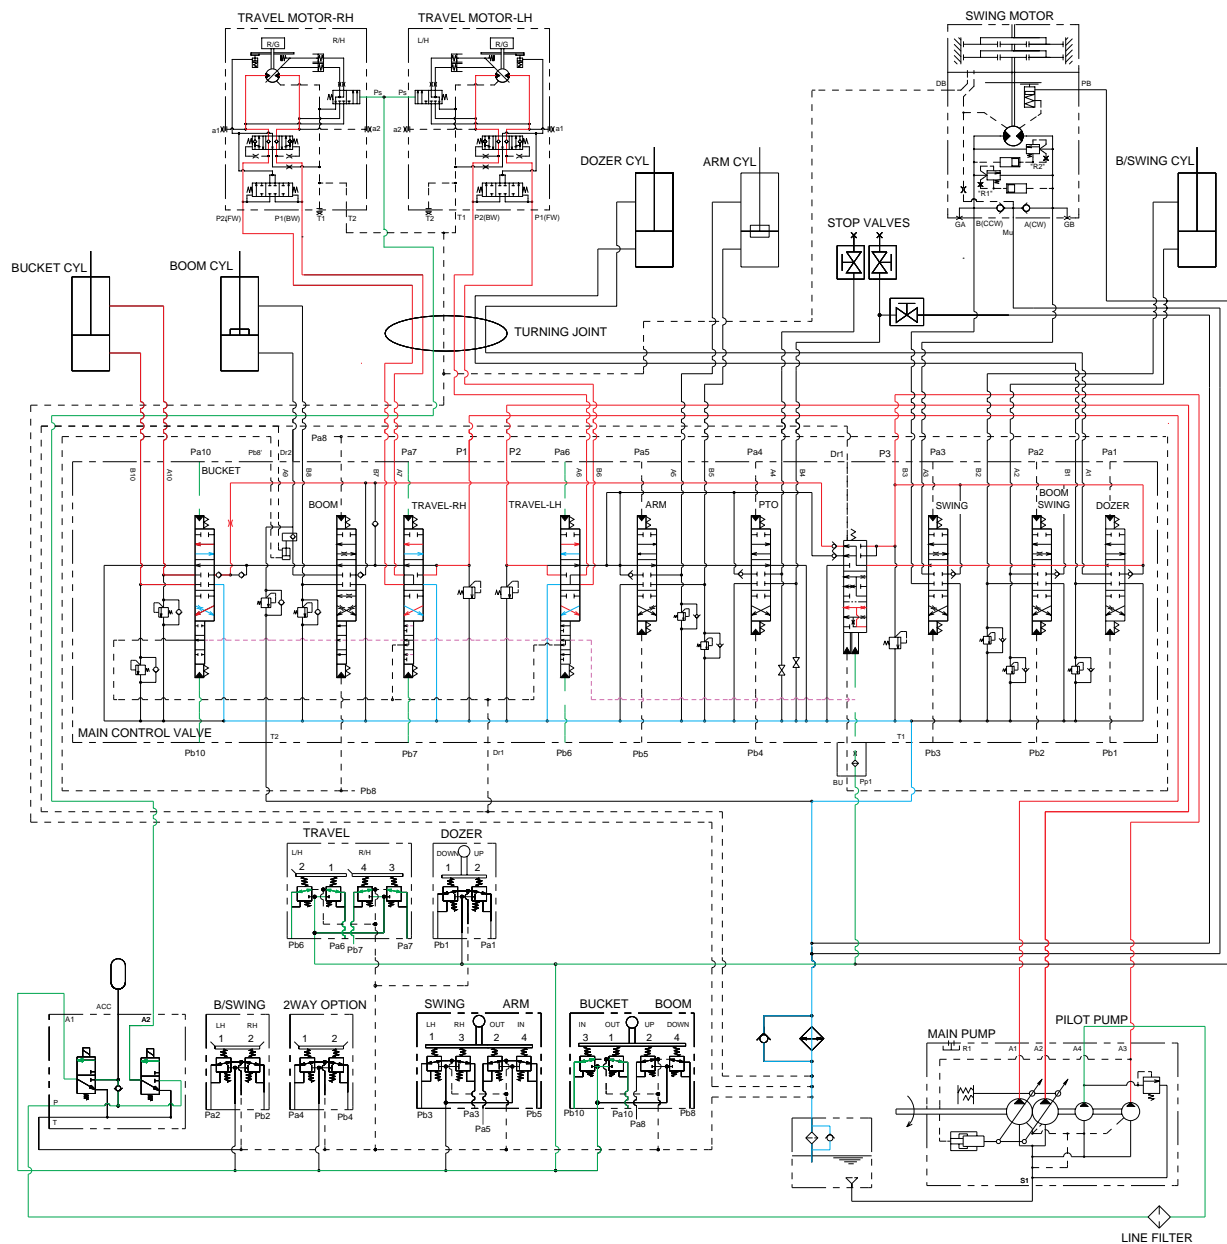 TRAVEL MOTOR-RH
TRAVEL MOTOR-LH
SWING MOTOR
R/G
R/H
L/H
R/G
DB
PB
Ps
Ps
a1
a2
a2
a1
DOZER CYL
ARM CYL
B/SWING CYL
"R2"
"R1"
P2(FW)
P1(BW)
T1
T2
T2
T1
P2(BW)
P1(FW)
GA
B(CCW)
Mu
A(CW)
GB
STOP VALVES
BUCKET CYL
BOOM CYL
TURNING JOINT
Pa8
Pa10
Pb8'
Dr2
Pa7
P1
P2
Pa6
Pa5
Pa4
Dr1
P3
Pa3
Pa2
Pa1
B10
A10
A9
B8
B7
A7
A6
B6
A5
B5
A4
B4
B3
A3
B2
A2
B1
A1
BUCKET
BOOM
TRAVEL-RH
TRAVEL-LH
ARM
PTO
SWING
BOOM
SWING
DOZER
MAIN CONTROL VALVE
T2
T1
Pb10
Pb7
Dr1
Pb6
Pb5
Pb4
Pb3
Pb2
Pb1
BU
Pp1
Pb8
TRAVEL
DOZER
L/H
R/H
DOWN
UP
2
1
4
3
1
2
Pb6
Pa6
Pb7
Pa7
Pb1
Pa1
ACC
A1
A2
P
T
B/SWING
2WAY OPTION
SWING
ARM
BUCKET
BOOM
LH
RH
LH
RH
OUT
IN
IN
OUT
UP
DOWN
1
2
1
2
1
3
2
4
3
1
2
4
Pa2
Pb2
Pa4
Pb4
Pb3
Pa3
Pa5
Pb5
Pb10
Pa10
Pa8
Pb8
MAIN PUMP
PILOT PUMP
R1
A1
A2
A4
A3
S1
LINE FILTER